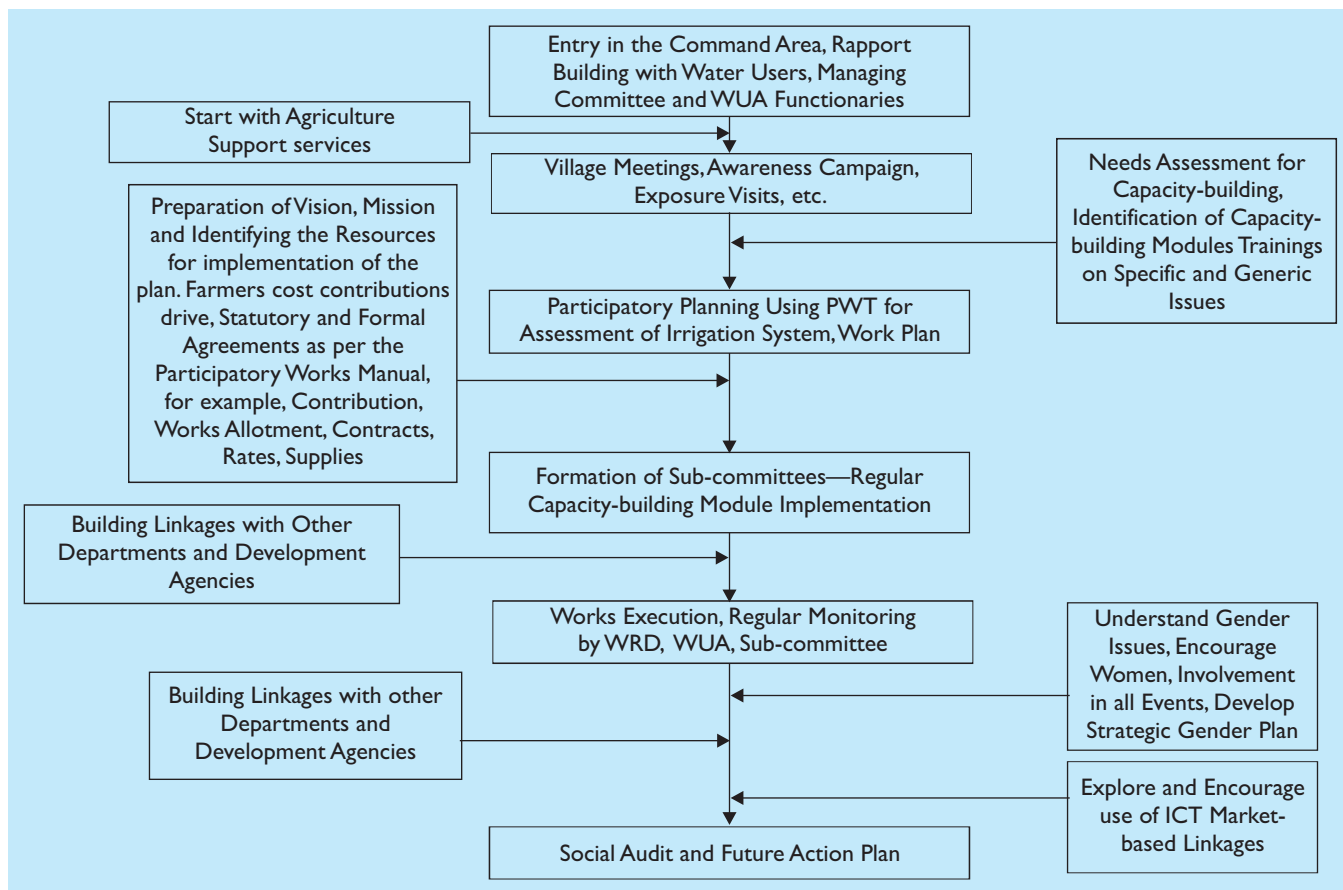 Entry in the Command Area, Rapport
Building with Water Users, Managing
Committee and WUA Functionaries
Start with Agriculture
Support services
Village Meetings, Awareness Campaign,
Exposure Visits, etc.
Needs Assessment for
Capacity-building,
Identification of Capacity-
building Modules Trainings
on Specific and Generic
Issues
Preparation of Vision, Mission
and Identifying the Resources
for implementation of the
plan. Farmers cost contributions
drive, Statutory and Formal
Agreements as per the
Participatory Works Manual,
for example, Contribution,
Works Allotment, Contracts,
Rates, Supplies
Participatory Planning Using PWT for
Assessment of Irrigation System, Work Plan
Formation of Sub-committees—Regular
Capacity-building Module Implementation
Building Linkages with Other
Departments and Development
Agencies
Works Execution, Regular Monitoring
by WRD, WUA, Sub-committee
Understand Gender
Issues, Encourage
Women, Involvement
in all Events, Develop
Strategic Gender Plan
Building Linkages with other
Departments and
Development Agencies
Explore and Encourage
use of ICT Market-
based Linkages
Social Audit and Future Action Plan